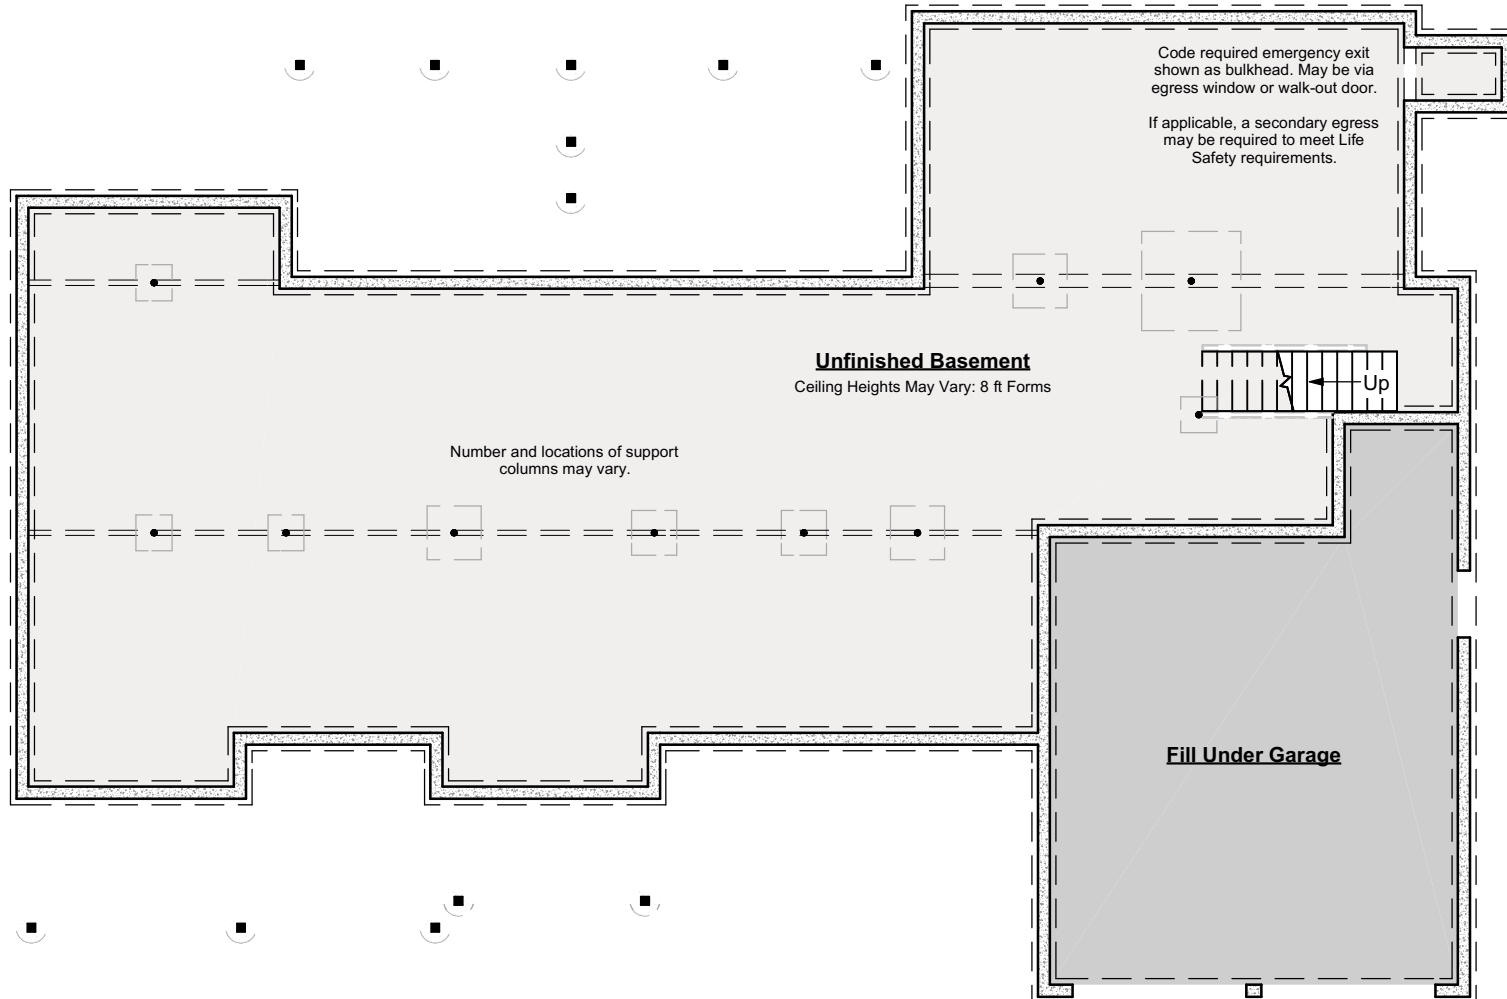 Code required emergency exit
shown as bulkhead. May be via
egress window or walk-out door.
If applicable, a secondary egress
may be required to meet Life
Safety requirements.
Unfinished Basement
Ceiling Heights May Vary: 8 ft Forms
Up
Number and locations of support
columns may vary.
Fill Under Garage